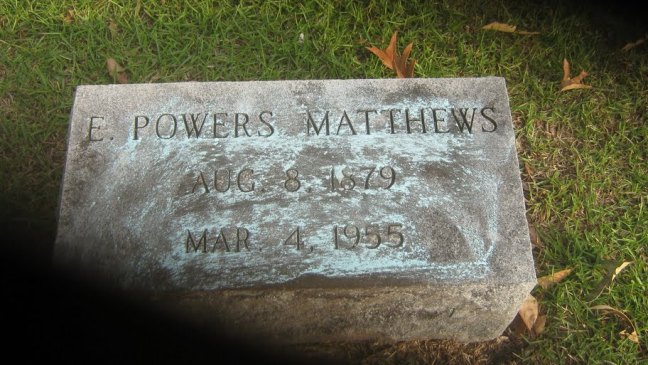 E. POWERS MATTHEWS
AUG. 8. 1879
MAR. 4, 1955